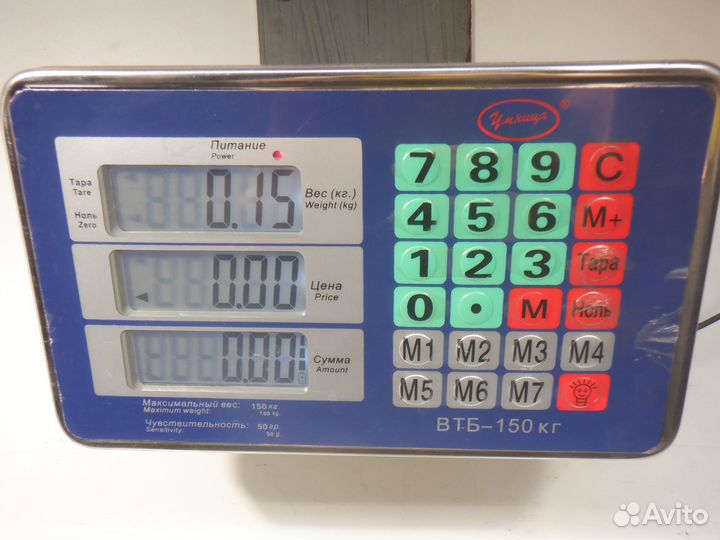 Умница ®
Питание
Power
Тара
Tare
Ноль
Zero
0.15
Вес (кг.)
Weight (kg)
0.00
Цена
Price
0.00
Сумма
Amount
Максимальный вес: 150 кг.
Maximum weight: 150 kg.
Чувствительность: 50 гр.
Sensitivity: 50 g.
7 8 9 C
4 5 6 M+
1 2 3 Тара
0 • M Ноль
M1 M2 M3 M4
M5 M6 M7
ВТБ-150 кг
Avito